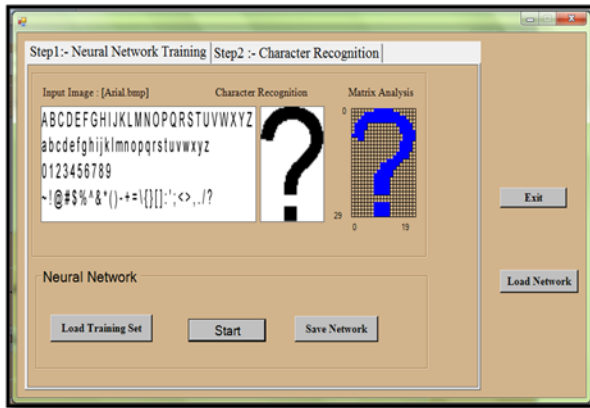 Step1:- Neural Network Training
Step2 :- Character Recognition
Input Image : [Arial.bmp]
Character Recognition
Matrix Analysis
ABCDEFGHIJKLMNOPQRSTUVWXYZ
abcdefghijklmnopqrstuvwxyz
0123456789
~!@#$%^&*()-+=\{}[]:';<>,./?
?
0
29
0
19
Neural Network
Load Training Set
Start
Save Network
Exit
Load Network